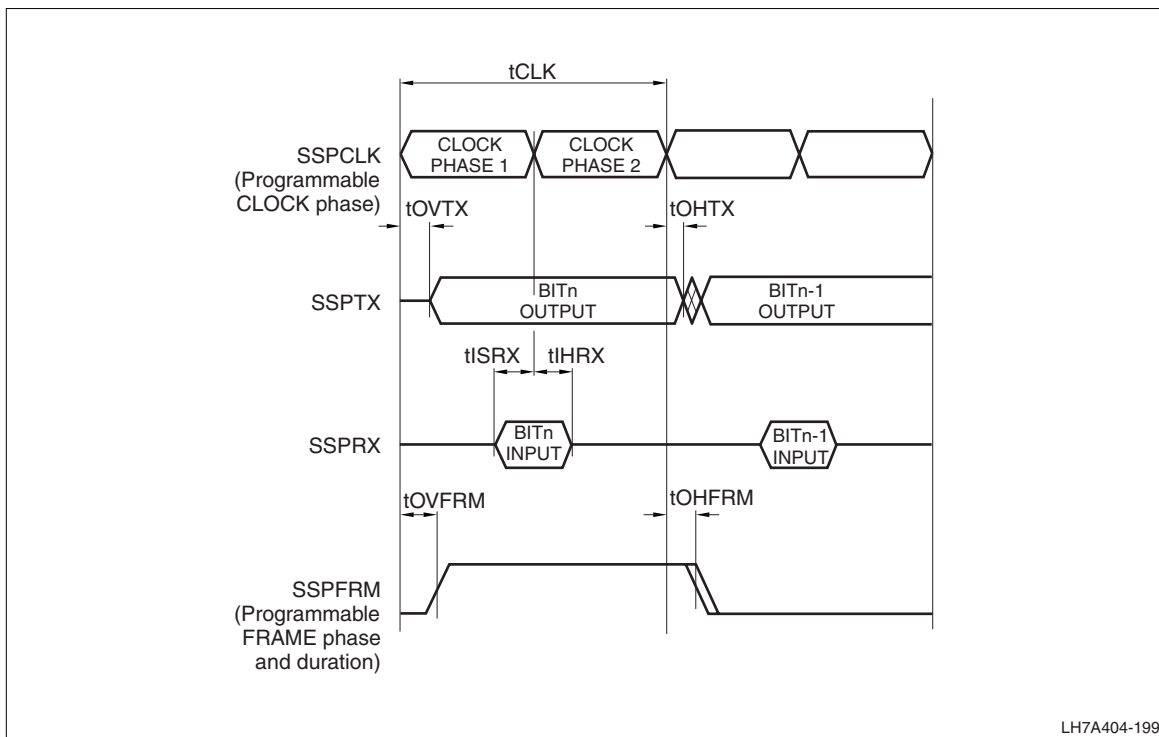 tCLK
SSPCLK
(Programmable
CLOCK phase)
CLOCK
PHASE 1
CLOCK
PHASE 2
tOVTX
tOHTX
SSPTX
BITn
OUTPUT
BITn-1
OUTPUT
tISRX
tIHRX
SSPRX
BITn
INPUT
BITn-1
INPUT
tOVFRM
tOHFRM
SSPFRM
(Programmable
FRAME phase
and duration)
LH7A404-199